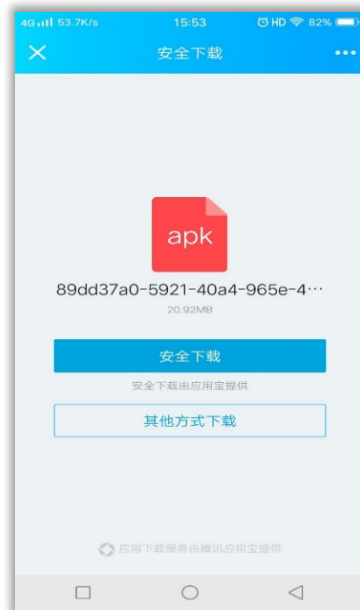 4G 53.7K/s 15:53 HD 82%
安全下载
apk
89dd37a0-5921-40a4-965e-4…
20.92MB
安全下载
安全下载由应用宝提供
其他方式下载
应用下载服务由腾讯应用宝提供